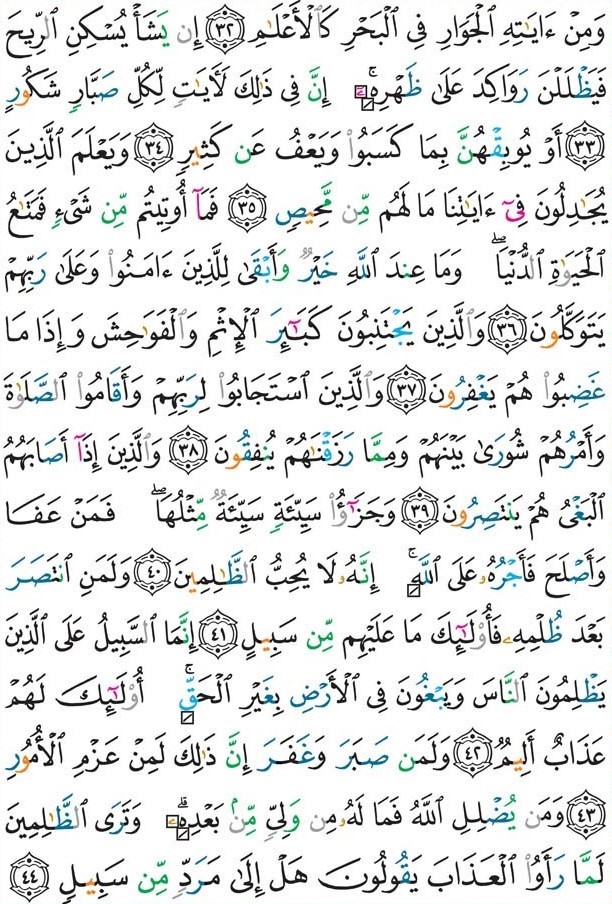 وَمِنْ ءَايَٰتِهِ ٱلْجَوَارِ فِى ٱلْبَحْرِ كَٱلْأَعْلَٰمِ ٣٢ إِن يَشَأْ يُسْكِنِ ٱلرِّيحَ
فَيَظْلَلْنَ رَوَاكِدَ عَلَىٰ ظَهْرِهِۦٓ ۚ إِنَّ فِى ذَٰلِكَ لَءَايَٰتٍ لِّكُلِّ صَبَّارٍ شَكُورٍ
٣٣ أَوْ يُوبِقْهُنَّ بِمَا كَسَبُوا۟ وَيَعْفُ عَن كَثِيرٍ ٣٤ وَيَعْلَمَ ٱلَّذِينَ
يُجَٰدِلُونَ فِىٓ ءَايَٰتِنَا مَا لَهُم مِّن مَّحِيصٍ ٣٥ فَمَآ أُوتِيتُم مِّن شَىْءٍ فَمَتَٰعُ
ٱلْحَيَوٰةِ ٱلدُّنْيَا ۖ وَمَا عِندَ ٱللَّهِ خَيْرٌ وَأَبْقَىٰ لِلَّذِينَ ءَامَنُوا۟ وَعَلَىٰ رَبِّهِمْ
يَتَوَكَّلُونَ ٣٦ وَٱلَّذِينَ يَجْتَنِبُونَ كَبَٰٓئِرَ ٱلْإِثْمِ وَٱلْفَوَٰحِشَ وَإِذَا مَا
غَضِبُوا۟ هُمْ يَغْفِرُونَ ٣٧ وَٱلَّذِينَ ٱسْتَجَابُوا۟ لِرَبِّهِمْ وَأَقَامُوا۟ ٱلصَّلَوٰةَ
وَأَمْرُهُمْ شُورَىٰ بَيْنَهُمْ وَمِمَّا رَزَقْنَٰهُمْ يُنفِقُونَ ٣٨ وَٱلَّذِينَ إِذَآ أَصَابَهُمُ
ٱلْبَغْىُ هُمْ يَنتَصِرُونَ ٣٩ وَجَزَٰٓؤُا۟ سَيِّئَةٍ سَيِّئَةٌ مِّثْلُهَا ۖ فَمَنْ عَفَا
وَأَصْلَحَ فَأَجْرُهُۥ عَلَى ٱللَّهِ ۚ إِنَّهُۥ لَا يُحِبُّ ٱلظَّٰلِمِينَ ٤٠ وَلَمَنِ ٱنتَصَرَ
بَعْدَ ظُلْمِهِۦ فَأُو۟لَٰٓئِكَ مَا عَلَيْهِم مِّن سَبِيلٍ ٤١ إِنَّمَا ٱلسَّبِيلُ عَلَى ٱلَّذِينَ
يَظْلِمُونَ ٱلنَّاسَ وَيَبْغُونَ فِى ٱلْأَرْضِ بِغَيْرِ ٱلْحَقِّ ۚ أُو۟لَٰٓئِكَ لَهُمْ
عَذَابٌ أَلِيمٌ ٤٢ وَلَمَن صَبَرَ وَغَفَرَ إِنَّ ذَٰلِكَ لَمِنْ عَزْمِ ٱلْأُمُورِ
٤٣ وَمَن يُضْلِلِ ٱللَّهُ فَمَا لَهُۥ مِن وَلِىٍّ مِّنۢ بَعْدِهِۦ ۗ وَتَرَى ٱلظَّٰلِمِينَ
لَمَّا رَأَوُا۟ ٱلْعَذَابَ يَقُولُونَ هَلْ إِلَىٰ مَرَدٍّ مِّن سَبِيلٍ ٤٤